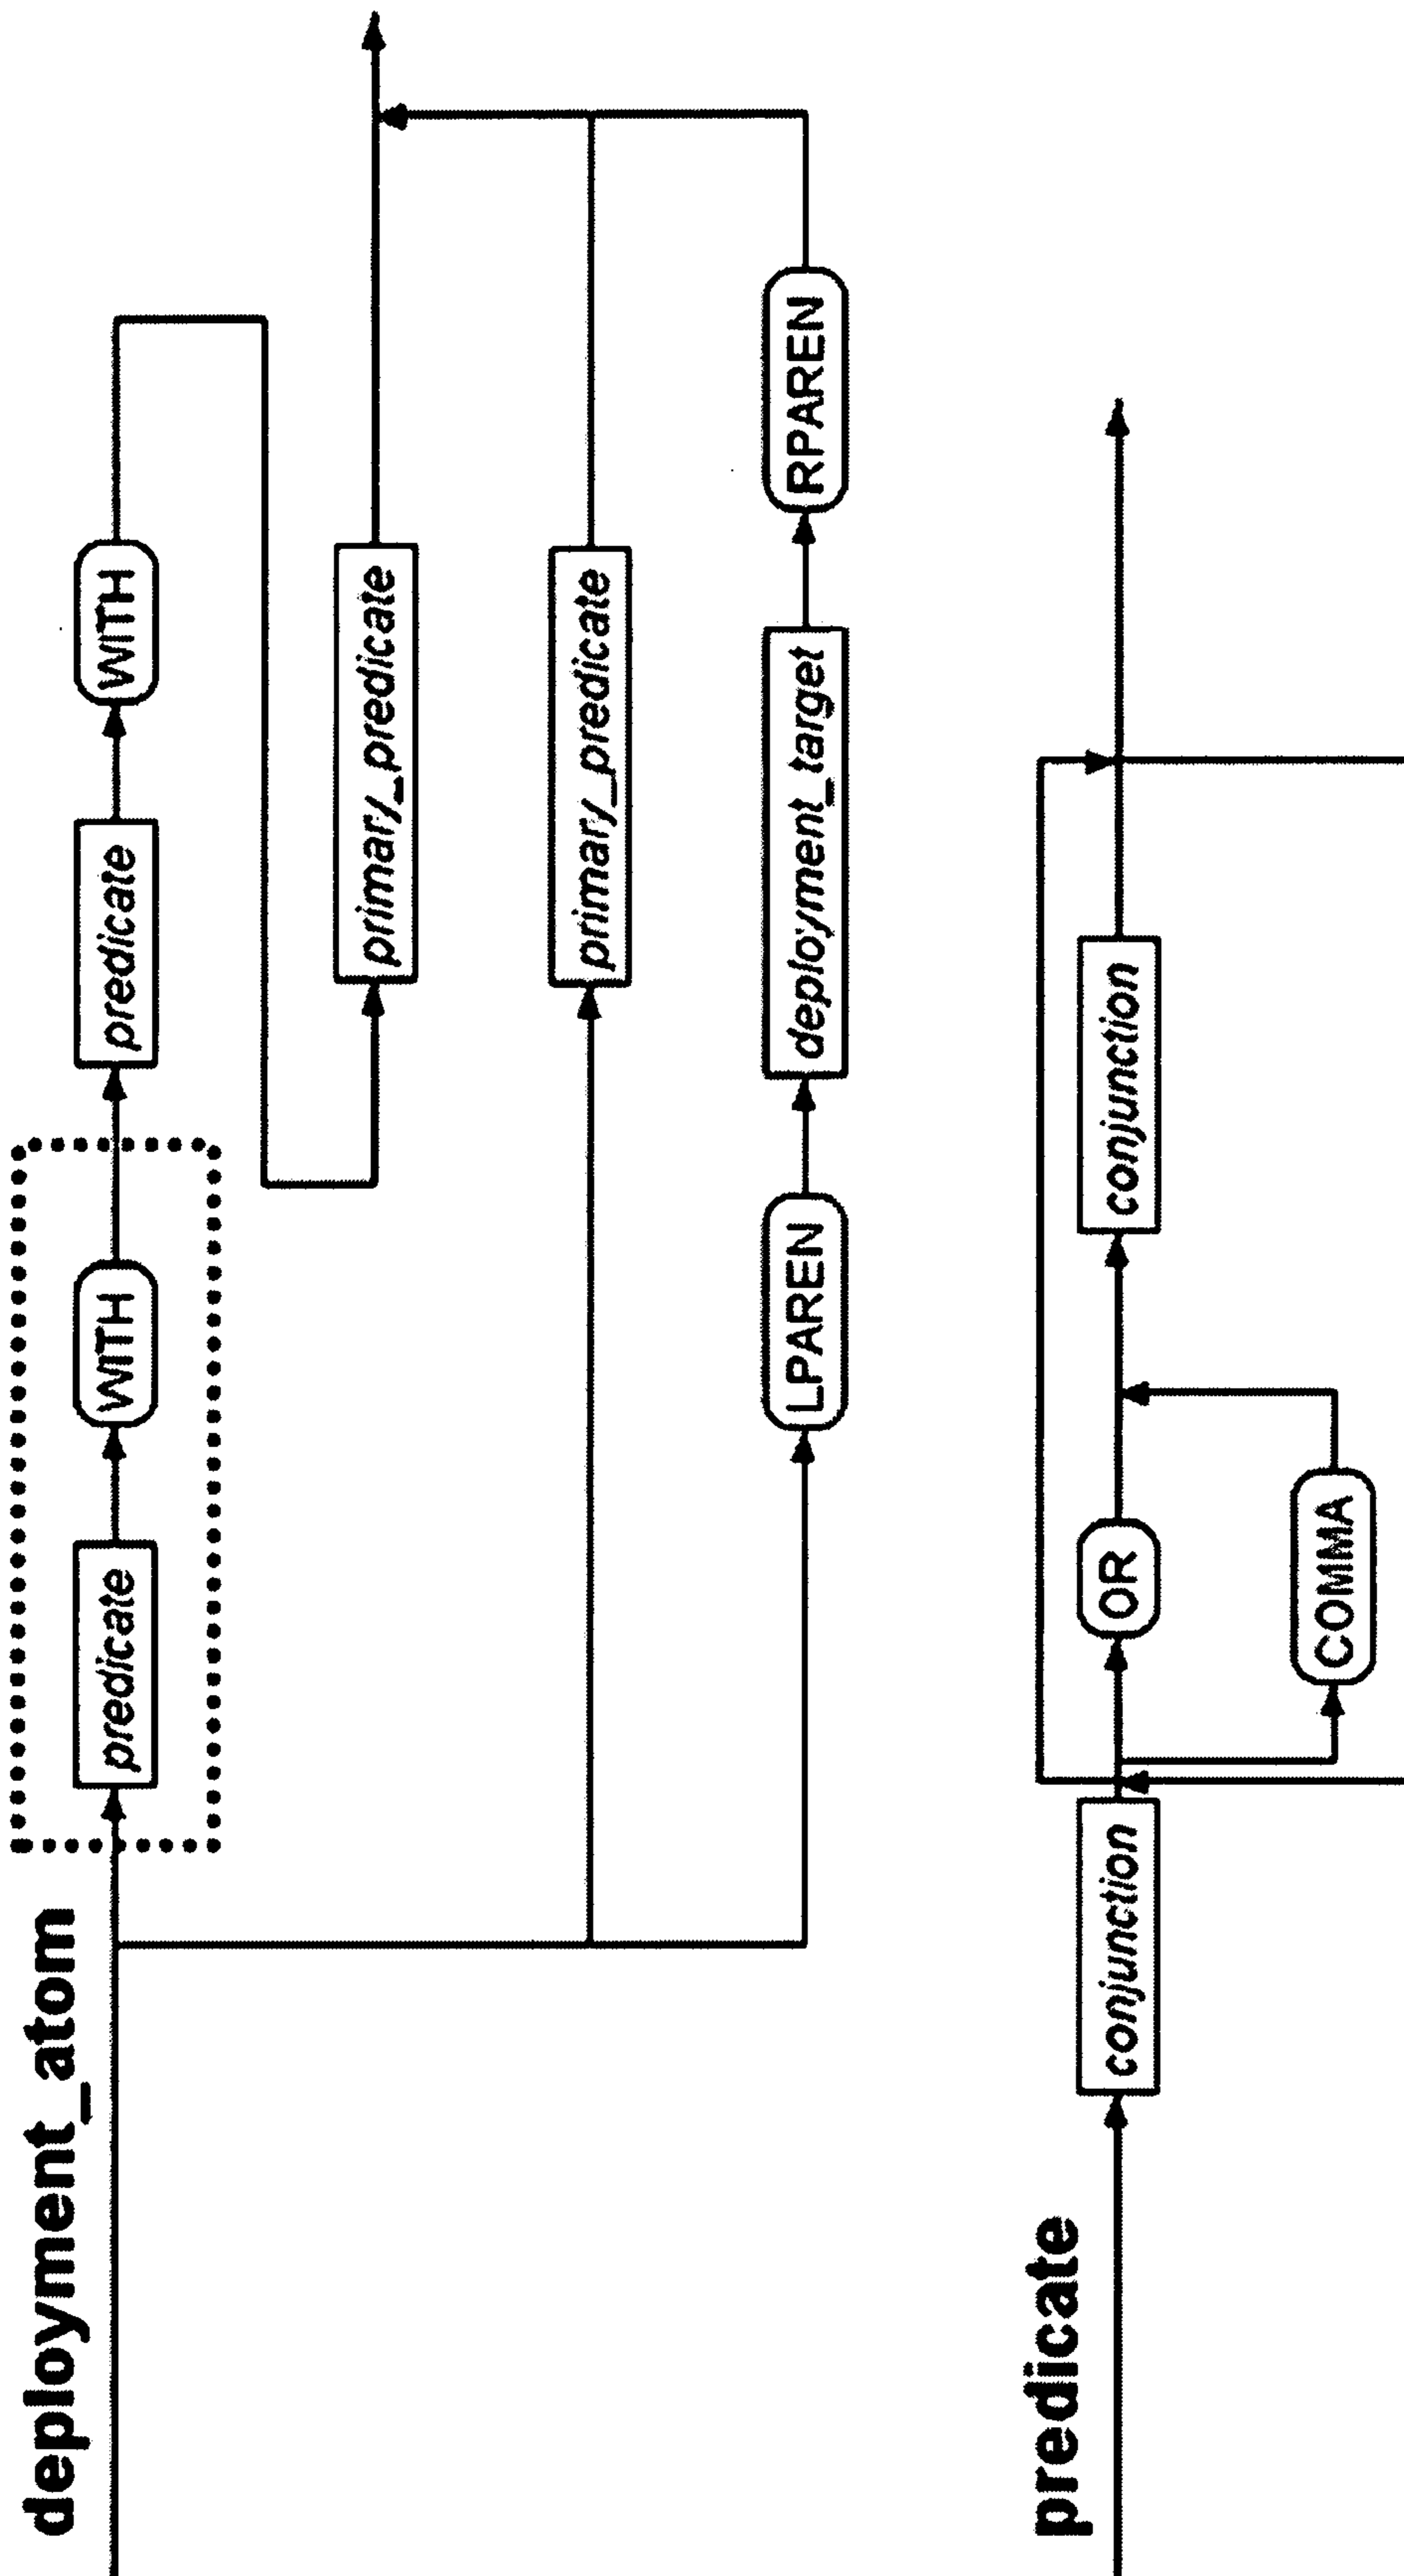 deployment_atom
predicate
WITH
predicate
WITH
primary_predicate
primary_predicate
LPAREN
deployment_target
RPAREN
predicate
conjunction
OR
conjunction
COMMA